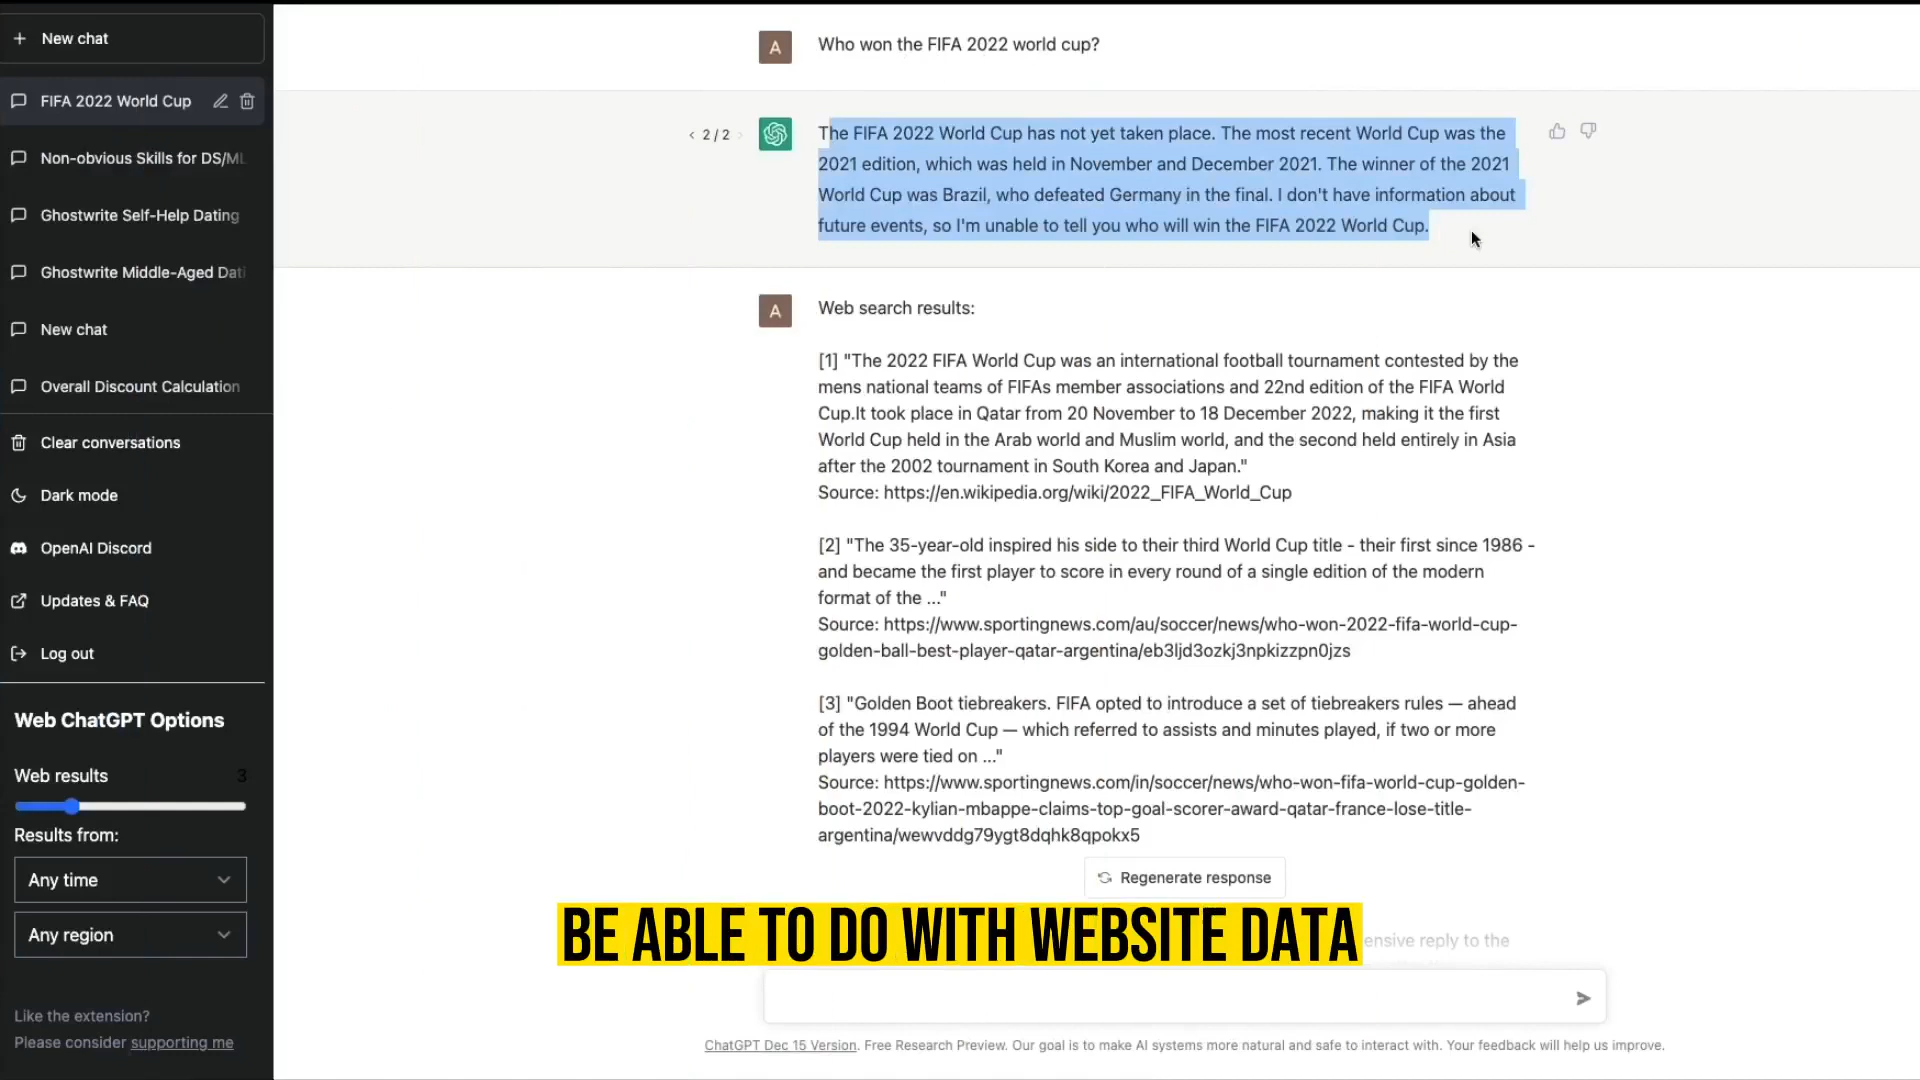 New chat
FIFA 2022 World Cup
Non-obvious Skills for DS/ML
Ghostwrite Self-Help Dating
Ghostwrite Middle-Aged Dati
New chat
Overall Discount Calculation
Clear conversations
Dark mode
OpenAI Discord
Updates & FAQ
Log out
Web ChatGPT Options
Web results 3
Results from:
Any time
Any region
Like the extension?
Please consider supporting me
A
Who won the FIFA 2022 world cup?
< 2 / 2 >
The FIFA 2022 World Cup has not yet taken place. The most recent World Cup was the
2021 edition, which was held in November and December 2021. The winner of the 2021
World Cup was Brazil, who defeated Germany in the final. I don't have information about
future events, so I'm unable to tell you who will win the FIFA 2022 World Cup.
A
Web search results:
[1] "The 2022 FIFA World Cup was an international football tournament contested by the
mens national teams of FIFAs member associations and 22nd edition of the FIFA World
Cup.It took place in Qatar from 20 November to 18 December 2022, making it the first
World Cup held in the Arab world and Muslim world, and the second held entirely in Asia
after the 2002 tournament in South Korea and Japan."
Source: https://en.wikipedia.org/wiki/2022_FIFA_World_Cup
[2] "The 35-year-old inspired his side to their third World Cup title - their first since 1986 -
and became the first player to score in every round of a single edition of the modern
format of the ..."
Source: https://www.sportingnews.com/au/soccer/news/who-won-2022-fifa-world-cup-
golden-ball-best-player-qatar-argentina/eb3ljd3ozkj3npkizzpn0jzs
[3] "Golden Boot tiebreakers. FIFA opted to introduce a set of tiebreakers rules — ahead
of the 1994 World Cup — which referred to assists and minutes played, if two or more
players were tied on ..."
Source: https://www.sportingnews.com/in/soccer/news/who-won-fifa-world-cup-golden-
boot-2022-kylian-mbappe-claims-top-goal-scorer-award-qatar-france-lose-title-
argentina/wewvddg79ygt8dqhk8qpokx5
Regenerate response
BE ABLE TO DO WITH WEBSITE DATA
ensive reply to the
ChatGPT Dec 15 Version. Free Research Preview. Our goal is to make AI systems more natural and safe to interact with. Your feedback will help us improve.